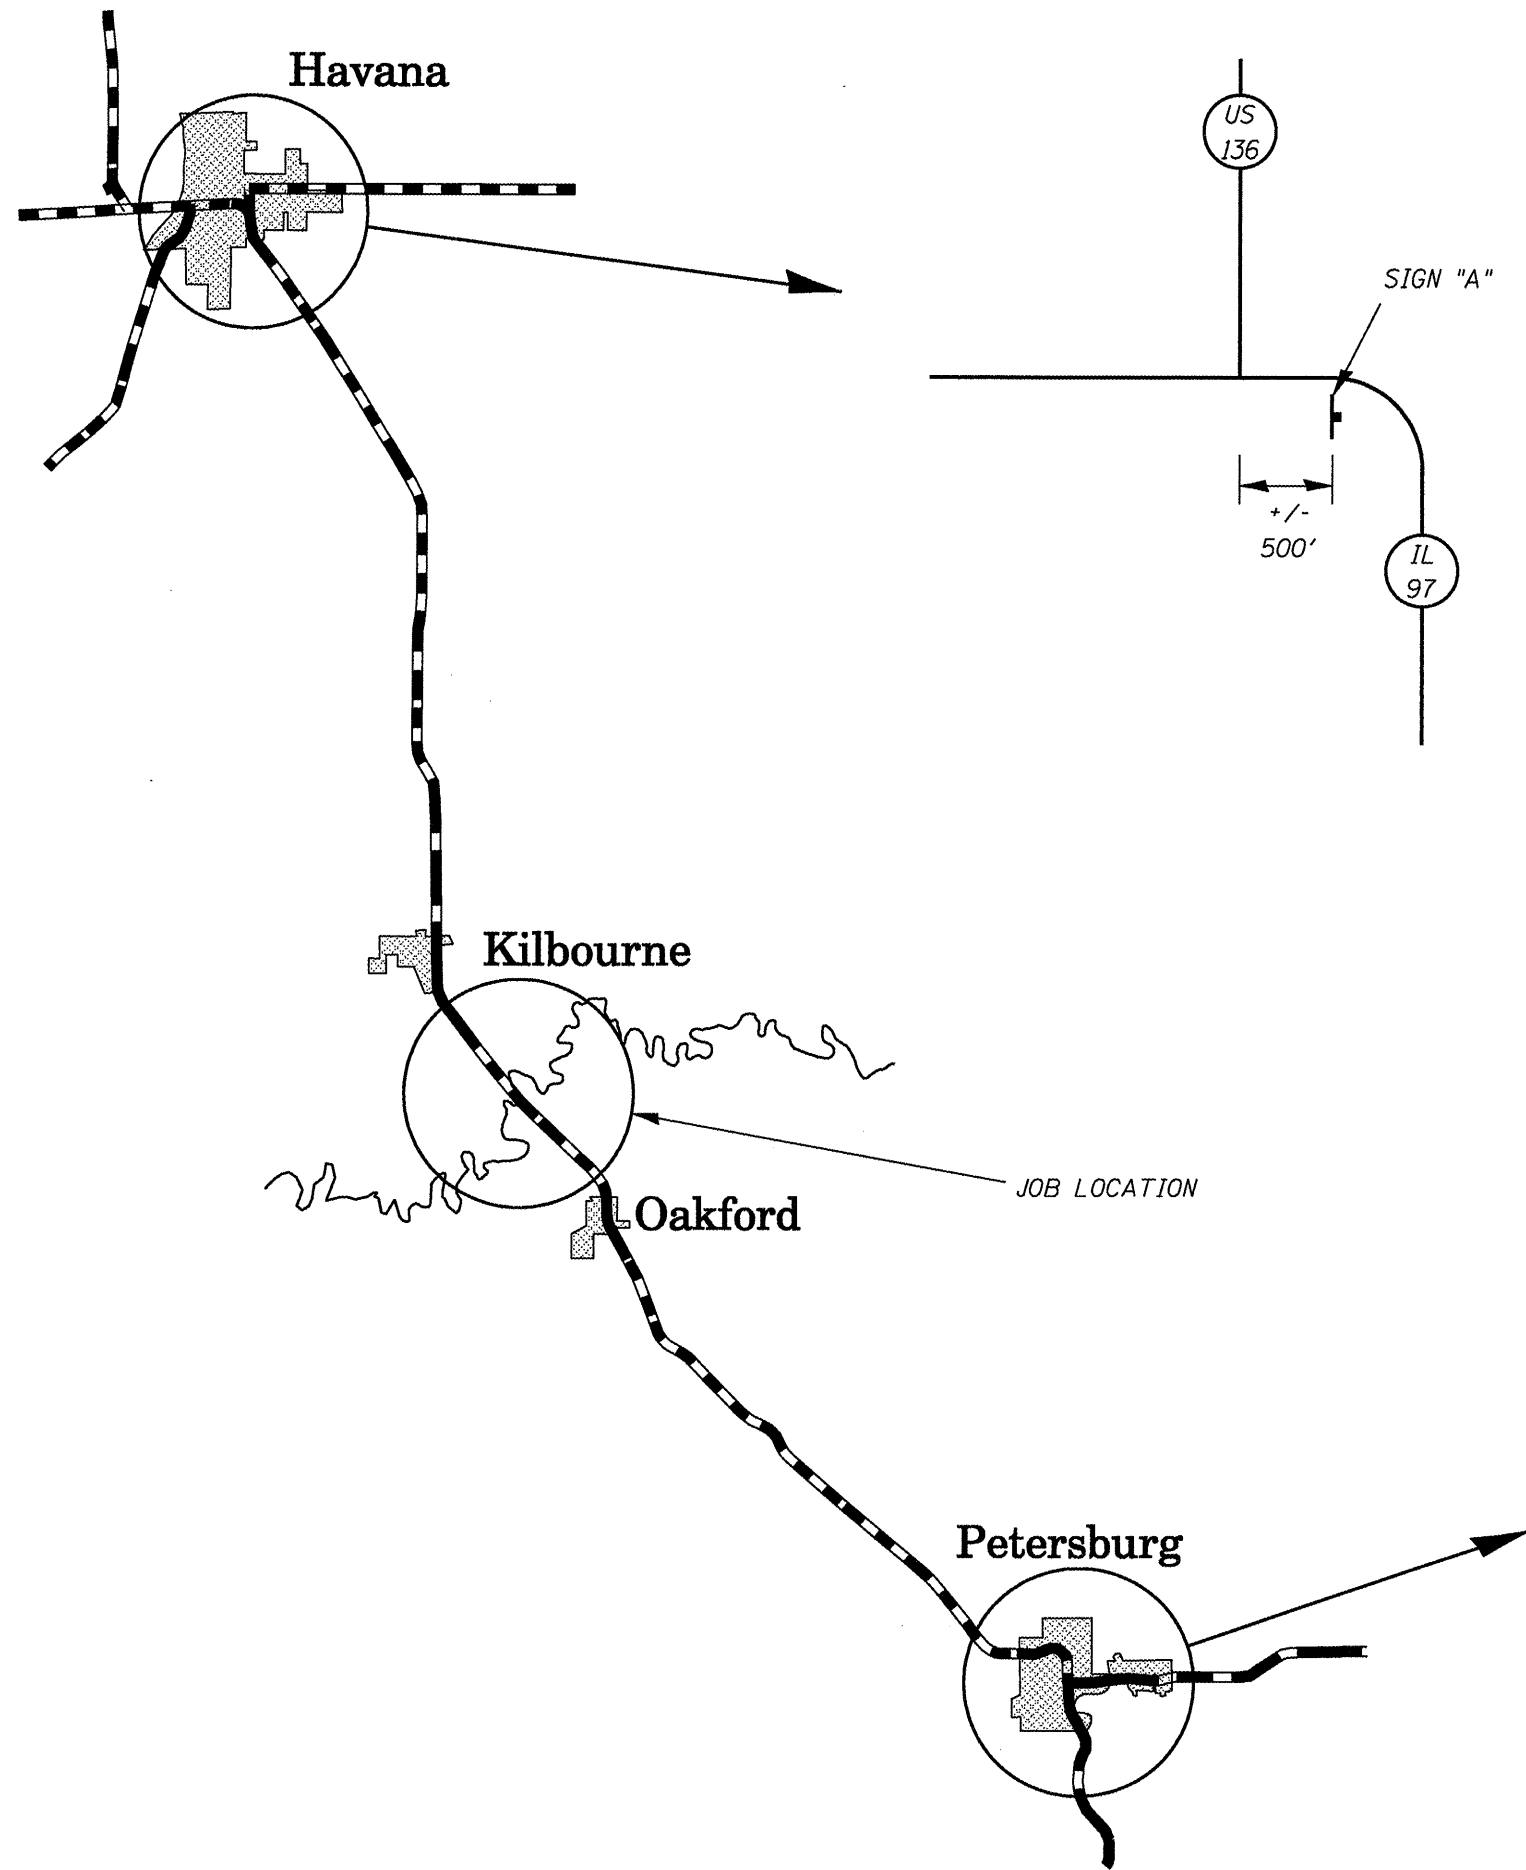 Havana
US
136
SIGN "A"
+/-
500'
IL
97
Kilbourne
JOB LOCATION
Oakford
Petersburg